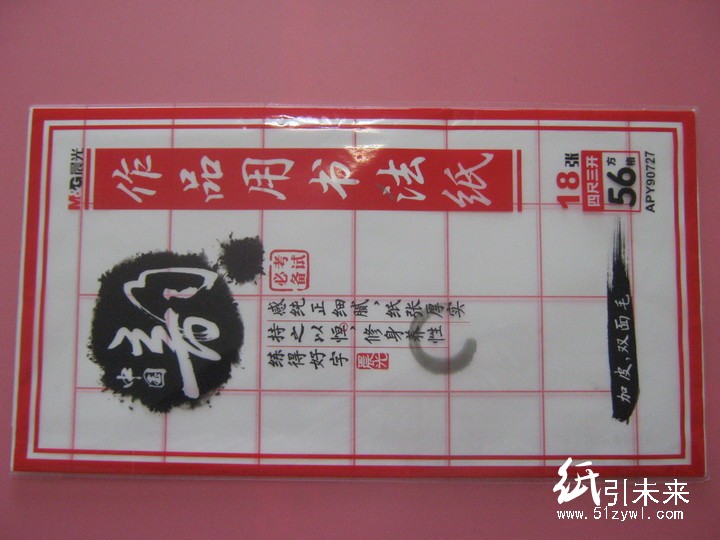 M&G晨光
作品用书法纸
18张
四尺三开
56方格
APY90727
中国韵
必考
备试
感纯正细腻，纸张厚实
持之以恒、修身养性
练得好字
晨光
加皮，双面毛
纸引未来
www.51zywl.com